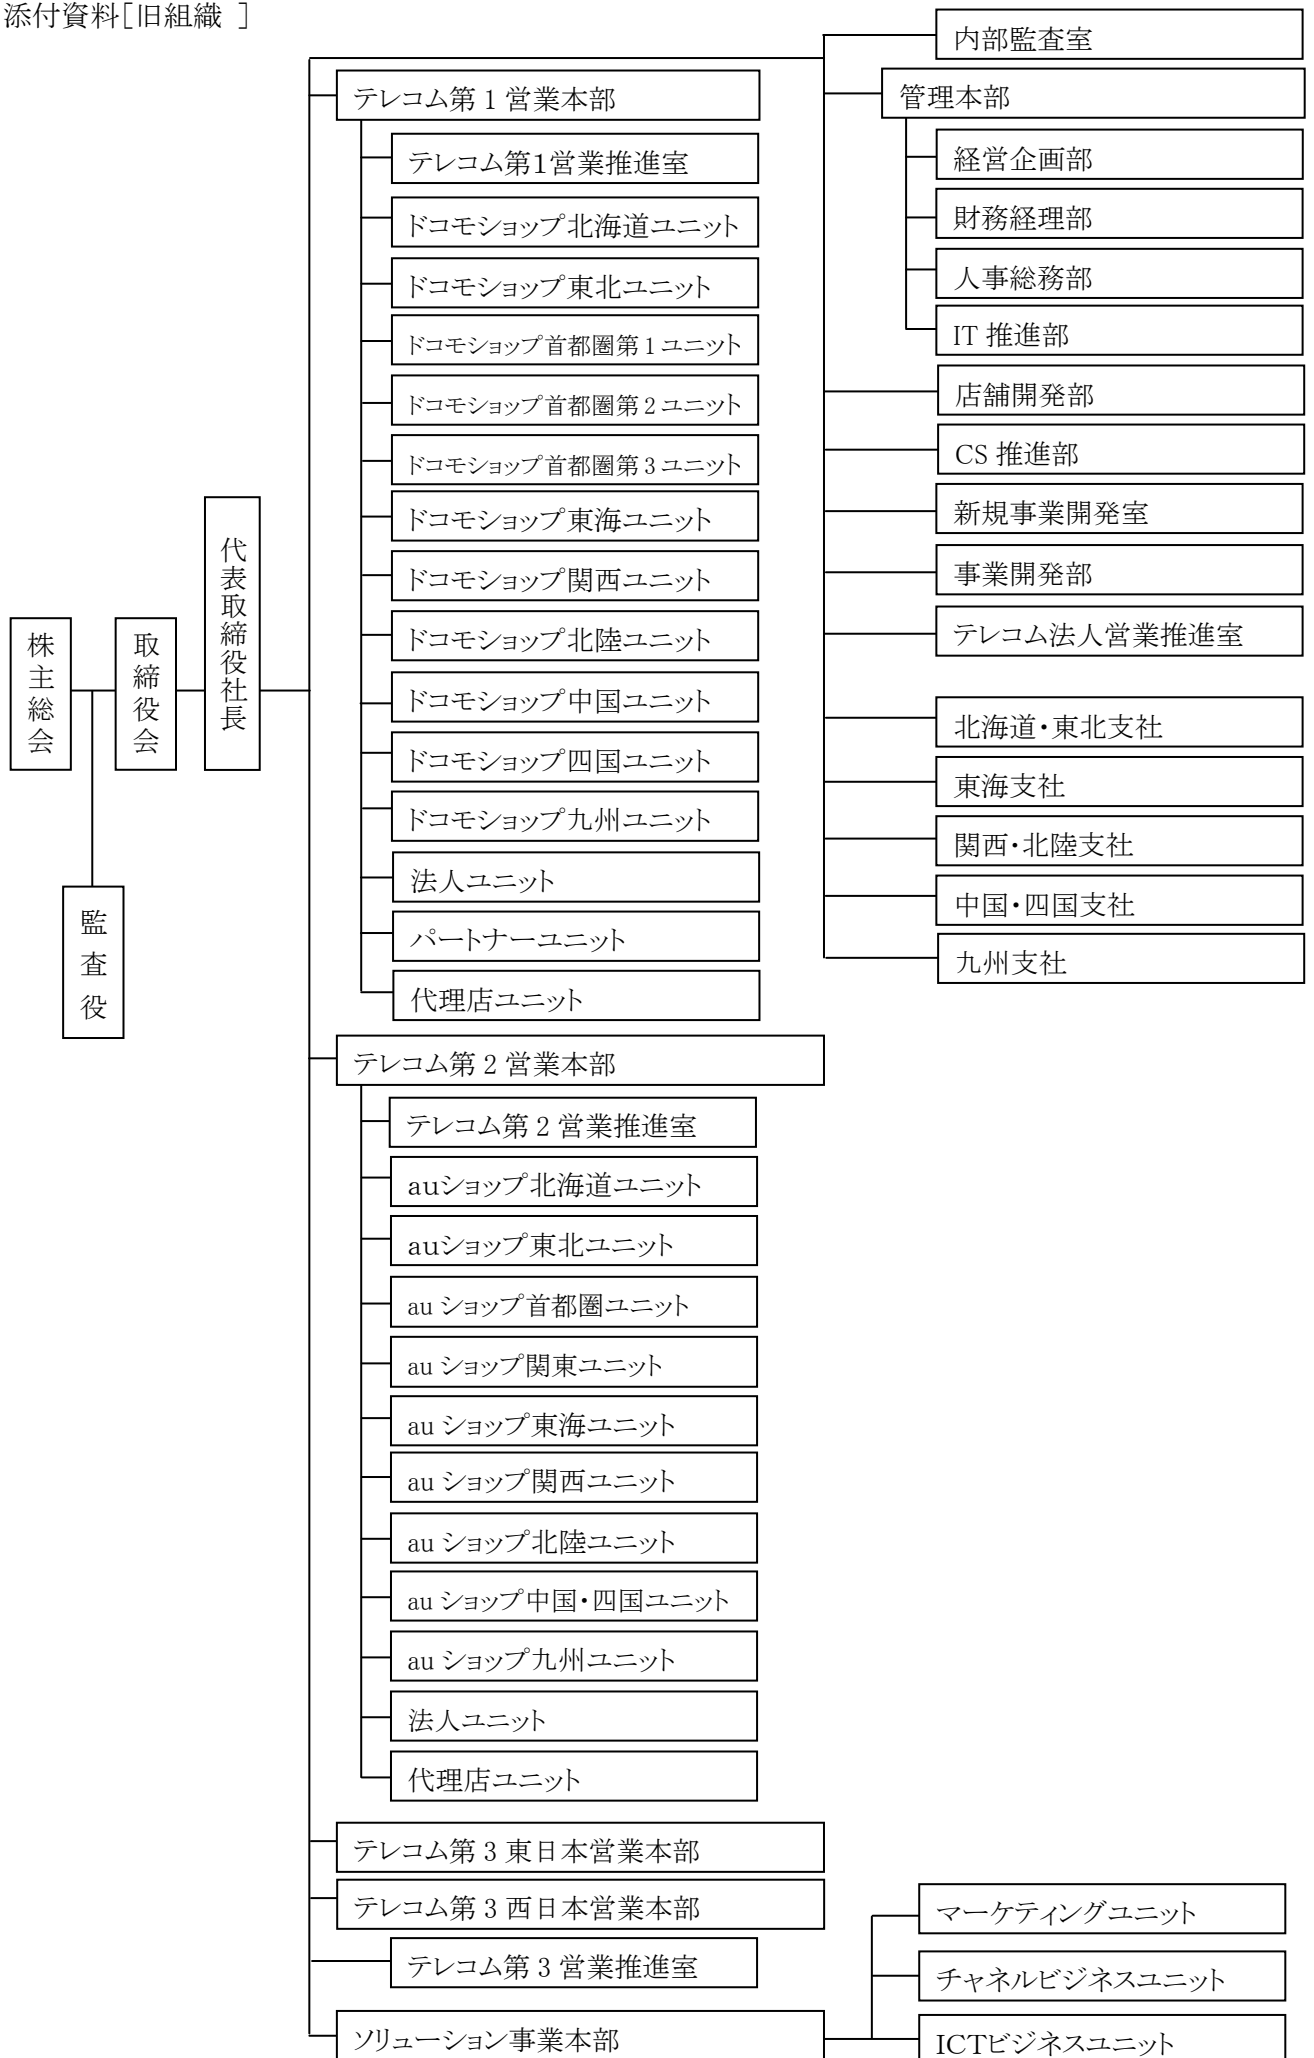 添付資料[旧組織 ]
株主総会
監査役
取締役会
代表取締役社長
テレコム第１営業本部
テレコム第1営業推進室
ドコモショップ北海道ユニット
ドコモショップ東北ユニット
ドコモショップ首都圏第１ユニット
ドコモショップ首都圏第２ユニット
ドコモショップ首都圏第３ユニット
ドコモショップ東海ユニット
ドコモショップ関西ユニット
ドコモショップ北陸ユニット
ドコモショップ中国ユニット
ドコモショップ四国ユニット
ドコモショップ九州ユニット
法人ユニット
パートナーユニット
代理店ユニット
テレコム第２営業本部
テレコム第２営業推進室
auショップ北海道ユニット
auショップ東北ユニット
au ショップ首都圏ユニット
au ショップ関東ユニット
au ショップ東海ユニット
au ショップ関西ユニット
au ショップ北陸ユニット
au ショップ中国・四国ユニット
au ショップ九州ユニット
法人ユニット
代理店ユニット
テレコム第３東日本営業本部
テレコム第３西日本営業本部
テレコム第３営業推進室
ソリューション事業本部
マーケティングユニット
チャネルビジネスユニット
ICTビジネスユニット
内部監査室
管理本部
経営企画部
財務経理部
人事総務部
IT 推進部
店舗開発部
CS 推進部
新規事業開発室
事業開発部
テレコム法人営業推進室
北海道・東北支社
東海支社
関西・北陸支社
中国・四国支社
九州支社